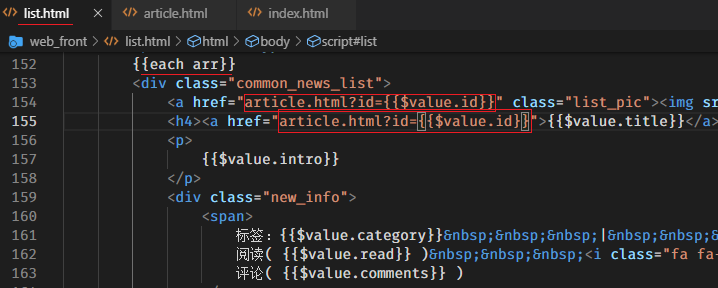 list.html × article.html index.html
web_front > list.html > html > body > script#list
152 {{each arr}}
153 <div class="common_news_list">
154 <a href="article.html?id={{$value.id}}" class="list_pic"><img sr
155 <h4><a href="article.html?id={{$value.id}}">{{$value.title}}</a>
156 <p>
157 {{$value.intro}}
158 </p>
159 <div class="new_info">
160 <span>
161 标签：{{$value.category}}&nbsp;&nbsp;&nbsp;|&nbsp;&nbsp;&
162 阅读( {{$value.read}} )&nbsp;&nbsp;&nbsp;<i class="fa fa-
163 评论( {{$value.comments}} )